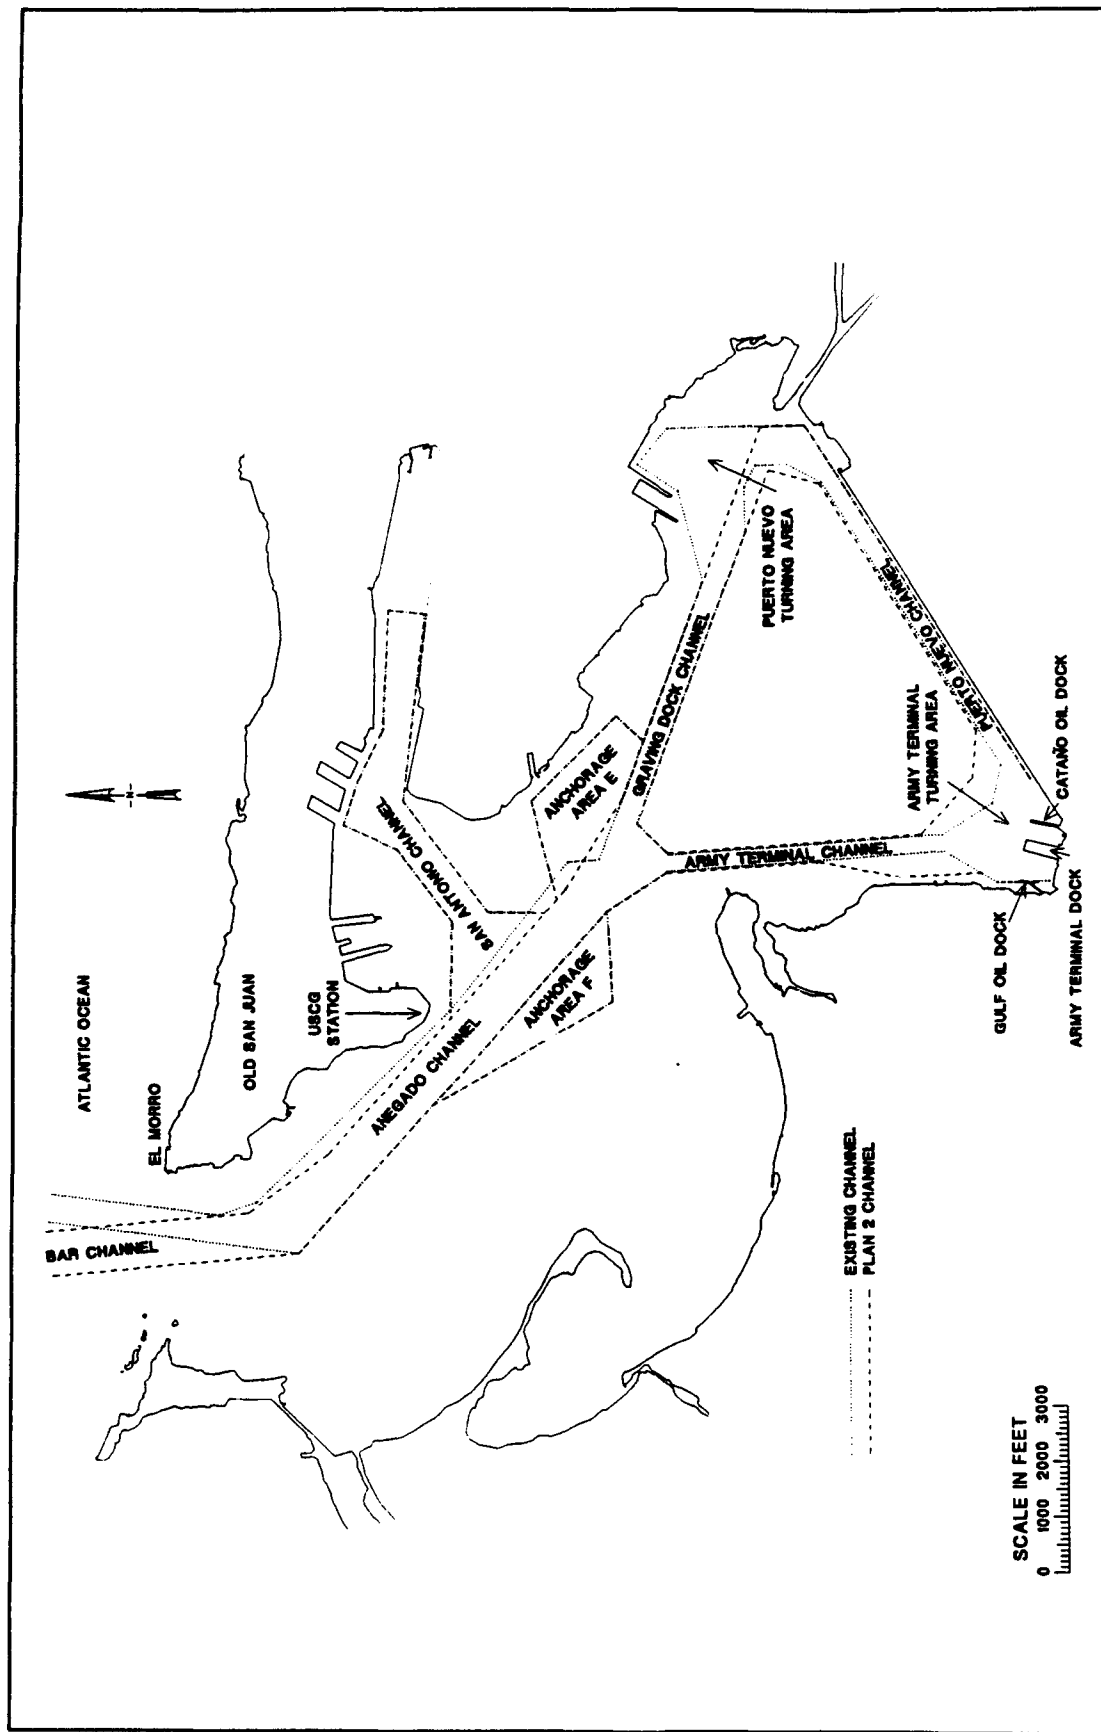 ATLANTIC OCEAN
EL MORRO
OLD SAN JUAN
USCG
STATION
N
BAR CHANNEL
ANEGADO CHANNEL
SAN ANTONIO CHANNEL
ANCHORAGE
AREA E
ANCHORAGE
AREA F
GRAVING DOCK CHANNEL
PUERTO NUEVO
TURNING AREA
ARMY TERMINAL CHANNEL
PUERTO NUEVO CHANNEL
ARMY TERMINAL
TURNING AREA
GULF OIL DOCK
ARMY TERMINAL DOCK
CATAÑO OIL DOCK
EXISTING CHANNEL
PLAN 2 CHANNEL
SCALE IN FEET
0 1000 2000 3000